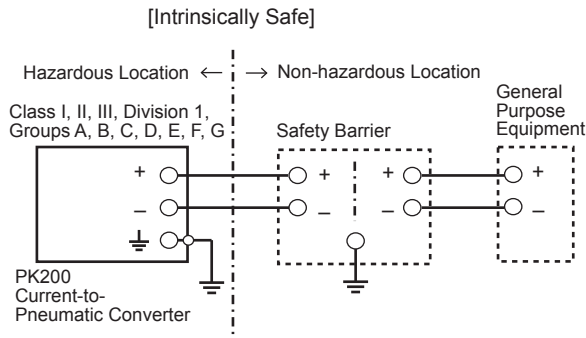 [Intrinsically Safe]
Hazardous Location ← → Non-hazardous Location
Class I, II, III, Division 1,
Groups A, B, C, D, E, F, G
Safety Barrier
General
Purpose
Equipment
+ + + +
– – – –
PK200
Current-to-
Pneumatic Converter